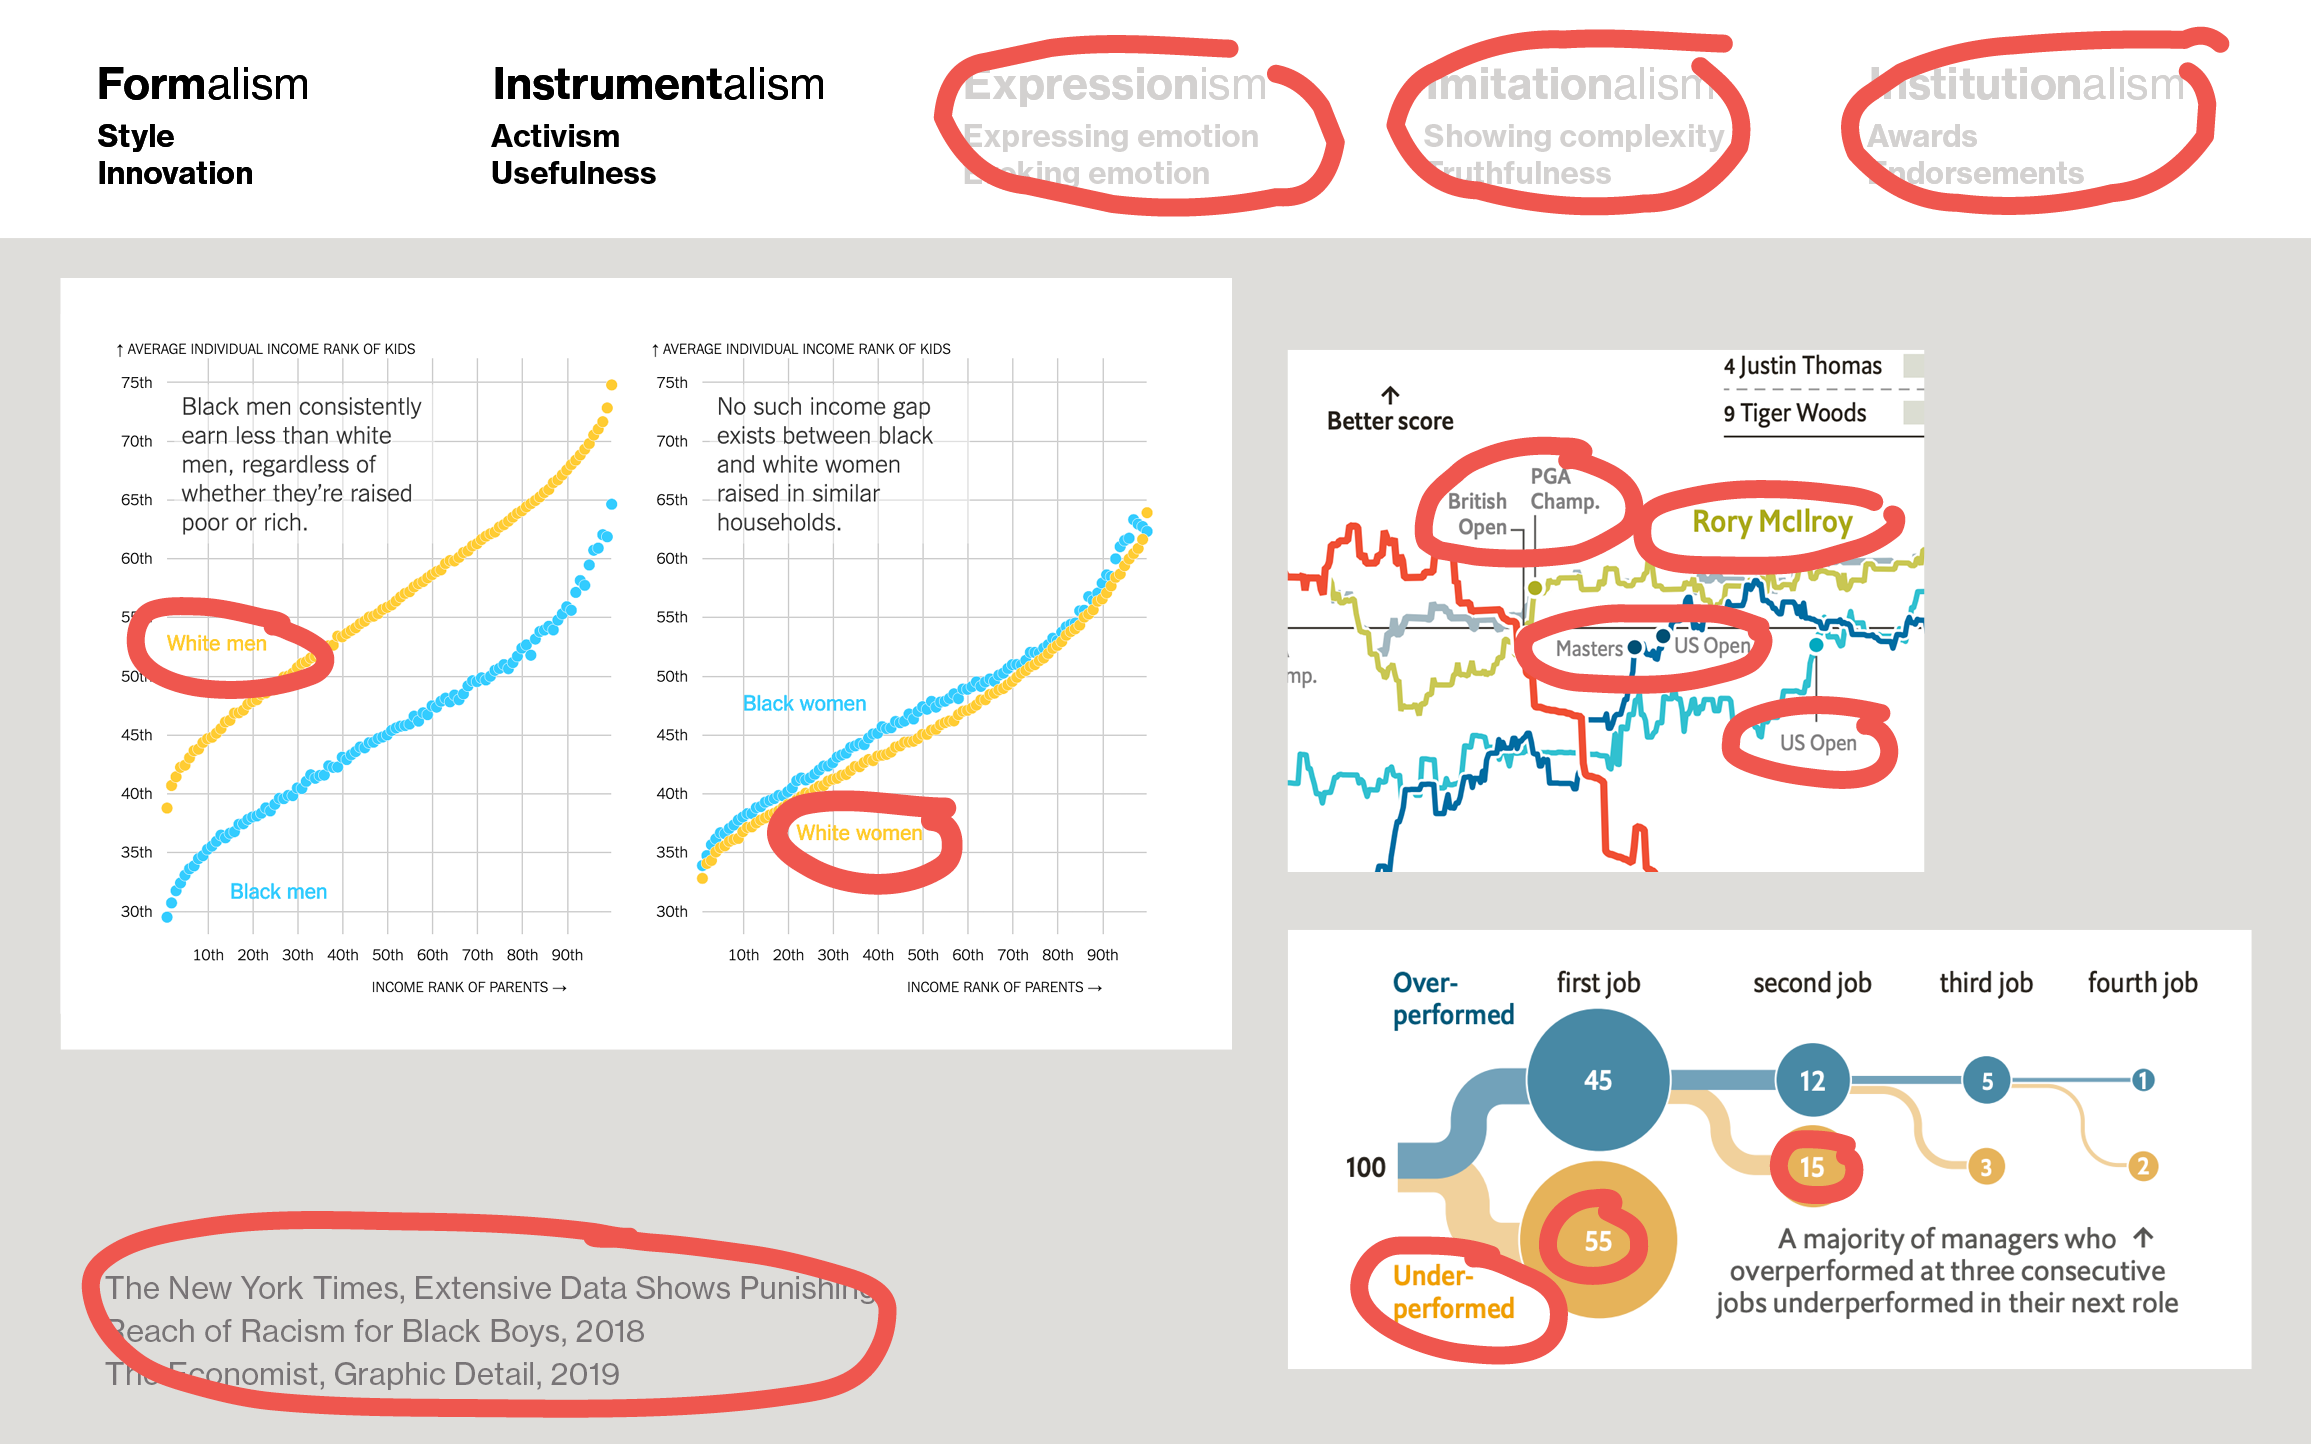 Formalism
Style
Innovation
Instrumentalism
Activism
Usefulness
Expressionism
Expressing emotion
Evoking emotion
Imitationalism
Showing complexity
Truthfulness
Institutionalism
Awards
Endorsements
↑ AVERAGE INDIVIDUAL INCOME RANK OF KIDS
75th
70th
65th
60th
55th
50th
45th
40th
35th
30th
Black men consistently
earn less than white
men, regardless of
whether they're raised
poor or rich.
White men
Black men
10th 20th 30th 40th 50th 60th 70th 80th 90th
INCOME RANK OF PARENTS →
↑ AVERAGE INDIVIDUAL INCOME RANK OF KIDS
75th
70th
65th
60th
55th
50th
45th
40th
35th
30th
No such income gap
exists between black
and white women
raised in similar
households.
Black women
White women
10th 20th 30th 40th 50th 60th 70th 80th 90th
INCOME RANK OF PARENTS →
4 Justin Thomas
9 Tiger Woods
↑
Better score
British
Open
PGA
Champ.
Rory McIlroy
Masters
US Open
mp.
US Open
Over-
performed
first job
second job
third job
fourth job
100
45
12
5
1
15
3
2
55
Under-
performed
A majority of managers who ↑
overperformed at three consecutive
jobs underperformed in their next role
The New York Times, Extensive Data Shows Punishing
Reach of Racism for Black Boys, 2018
The Economist, Graphic Detail, 2019